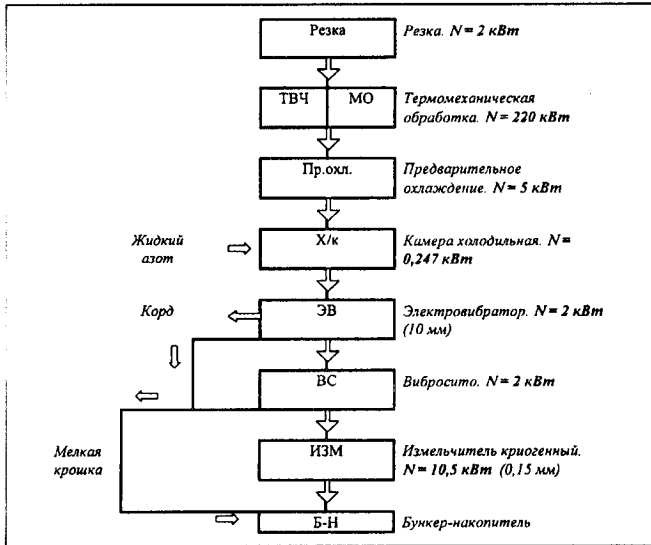 Резка
Резка. N = 2 кВт
ТВЧ
МО
Термомеханическая
обработка. N = 220 кВт
Пр.охл.
Предварительное
охлаждение. N = 5 кВт
Жидкий
азот
Х/к
Камера холодильная. N =
0,247 кВт
Корд
ЭВ
Электровибратор. N = 2 кВт
(10 мм)
ВС
Вибросито. N = 2 кВт
Мелкая
крошка
ИЗМ
Измельчитель криогенный.
N = 10,5 кВт (0,15 мм)
Б-Н
Бункер-накопитель